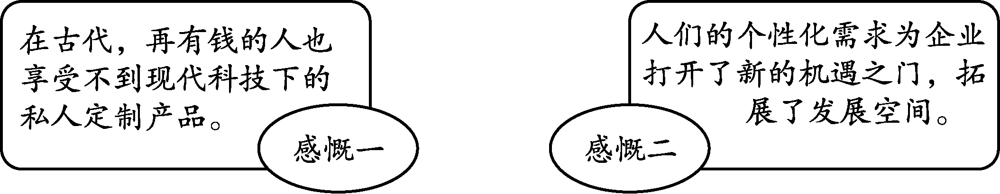 在古代，再有钱的人也
享受不到现代科技下的
私人定制产品。
感慨一
人们的个性化需求为企业
打开了新的机遇之门，拓
展了发展空间。
感慨二